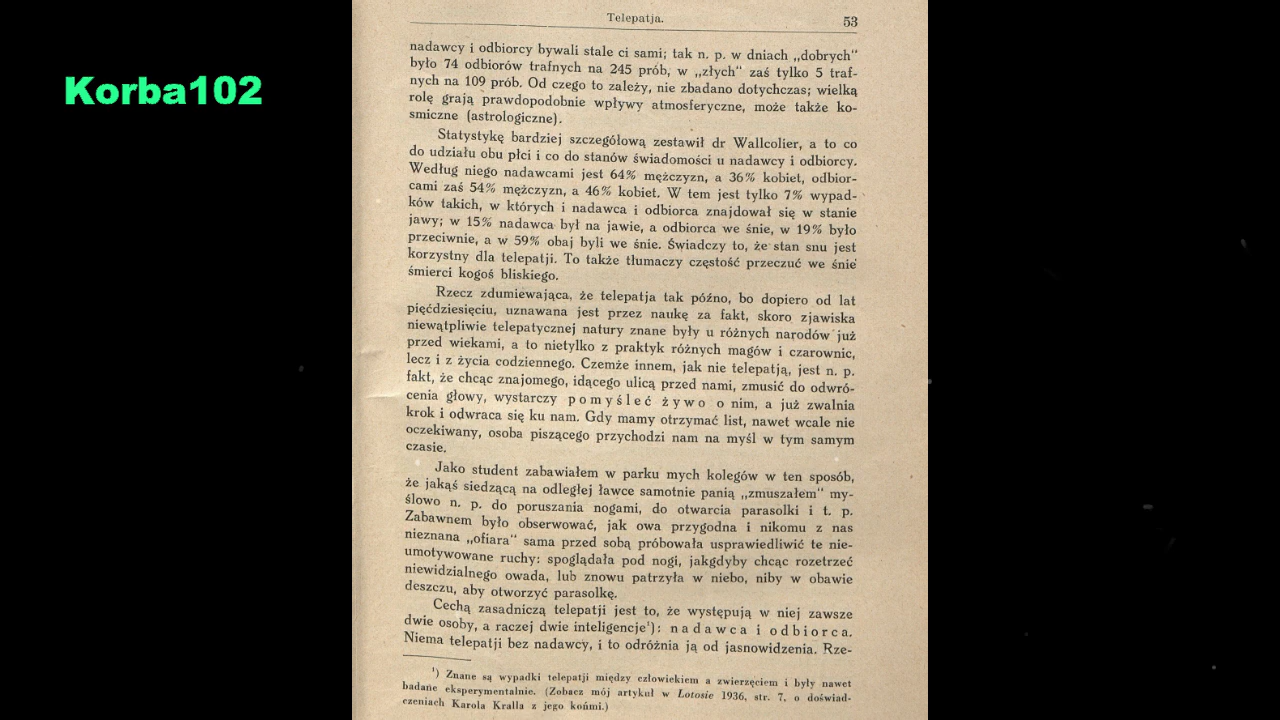 Korba102
Telepatja. 53
nadawcy i odbiorcy bywali stale ci sami; tak n. p. w dniach „dobrych"
było 74 odbiorów trafnych na 245 prób, w „złych" zaś tylko 5 traf-
nych na 109 prób. Od czego to zależy, nie zbadano dotychczas; wielką
rolę grają prawdopodobnie wpływy atmosferyczne, może także ko-
smiczne (astrologiczne).
Statystykę bardziej szczegółową zestawił dr Wallcolier, a to co
do udziału obu płci i co do stanów świadomości u nadawcy i odbiorcy.
Według niego nadawcami jest 64% mężczyzn, a 36% kobiet, odbior-
cami zaś 54% mężczyzn, a 46% kobiet. W tem jest tylko 7% wypad-
ków takich, w których i nadawca i odbiorca znajdował się w stanie
jawy; w 15% nadawca był na jawie, a odbiorca we śnie, w 19% było
przeciwnie, a w 59% obaj byli we śnie. Świadczy to, że stan snu jest
korzystny dla telepatji. To także tłumaczy częstość przeczuć we śnie
śmierci kogoś bliskiego.
Rzecz zdumiewająca, że telepatja tak późno, bo dopiero od lat
pięćdziesięciu, uznawana jest przez naukę za fakt, skoro zjawiska
niewątpliwie telepatycznej natury znane były u różnych narodów już
przed wiekami, a to nietylko z praktyk różnych magów i czarownic,
lecz i z życia codziennego. Czemże innem, jak nie telepatją, jest n. p.
fakt, że chcąc znajomego, idącego ulicą przed nami, zmusić do odwró-
cenia głowy, wystarczy pomyśleć żywo o nim, a już zwalnia
krok i odwraca się ku nam. Gdy mamy otrzymać list, nawet wcale nie
oczekiwany, osoba piszącego przychodzi nam na myśl w tym samym
czasie.
Jako student zabawiałem w parku mych kolegów w ten sposób,
że jakąś siedzącą na odległej ławce samotnie panią „zmuszałem" my-
ślowo n. p. do poruszania nogami, do otwarcia parasolki i t. p.
Zabawnem było obserwować, jak owa przygodna i nikomu z nas
nieznana „ofiara" sama przed sobą próbowała usprawiedliwić te nie-
umotywowane ruchy: spoglądała pod nogi, jakgdyby chcąc rozetrzeć
niewidzialnego owada, lub znowu patrzyła w niebo, niby w obawie
deszczu, aby otworzyć parasolkę.
Cechą zasadniczą telepatji jest to, że występują w niej zawsze
dwie osoby, a raczej dwie inteligencje¹): nadawca i odbiorca.
Niema telepatji bez nadawcy, i to odróżnia ją od jasnowidzenia. Rze-
¹) Znane są wypadki telepatji między człowiekiem a zwierzęciem i były nawet
badane eksperymentalnie. (Zobacz mój artykuł w Lotosie 1936, str. 7, o doświad-
czeniach Karola Kralla z jego końmi.)